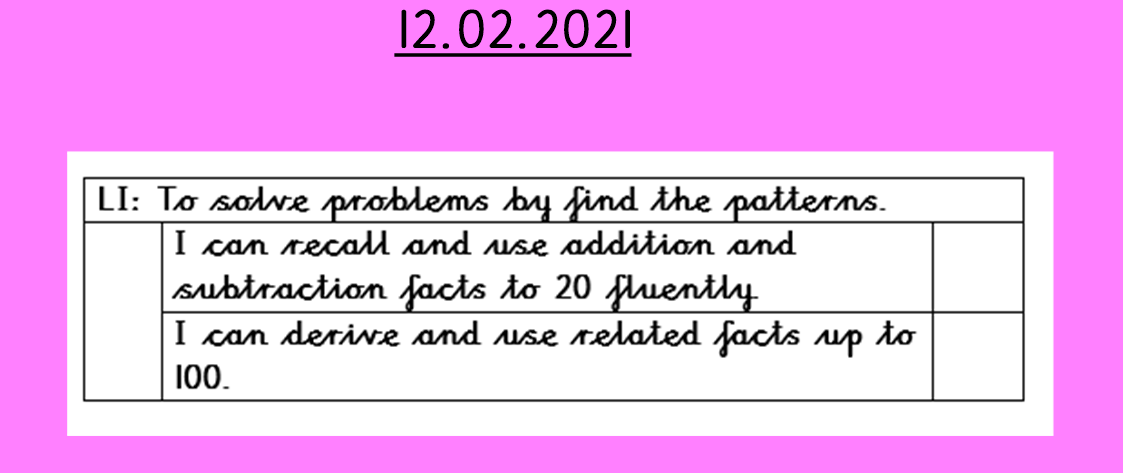 12.02.2021
LI: To solve problems by find the patterns.
I can recall and use addition and
subtraction facts to 20 fluently
I can derive and use related facts up to
100.